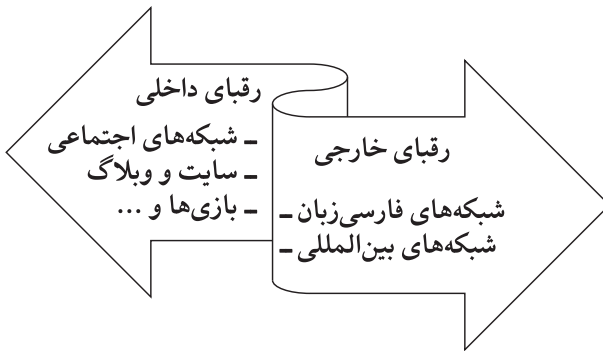 رقبای داخلی
ـ شبکه‌های اجتماعی
ـ سایت و وبلاگ
ـ بازی‌ها و ...
رقبای خارجی
شبکه‌های فارسی‌زبان ـ
شبکه‌های بین‌المللی ـ